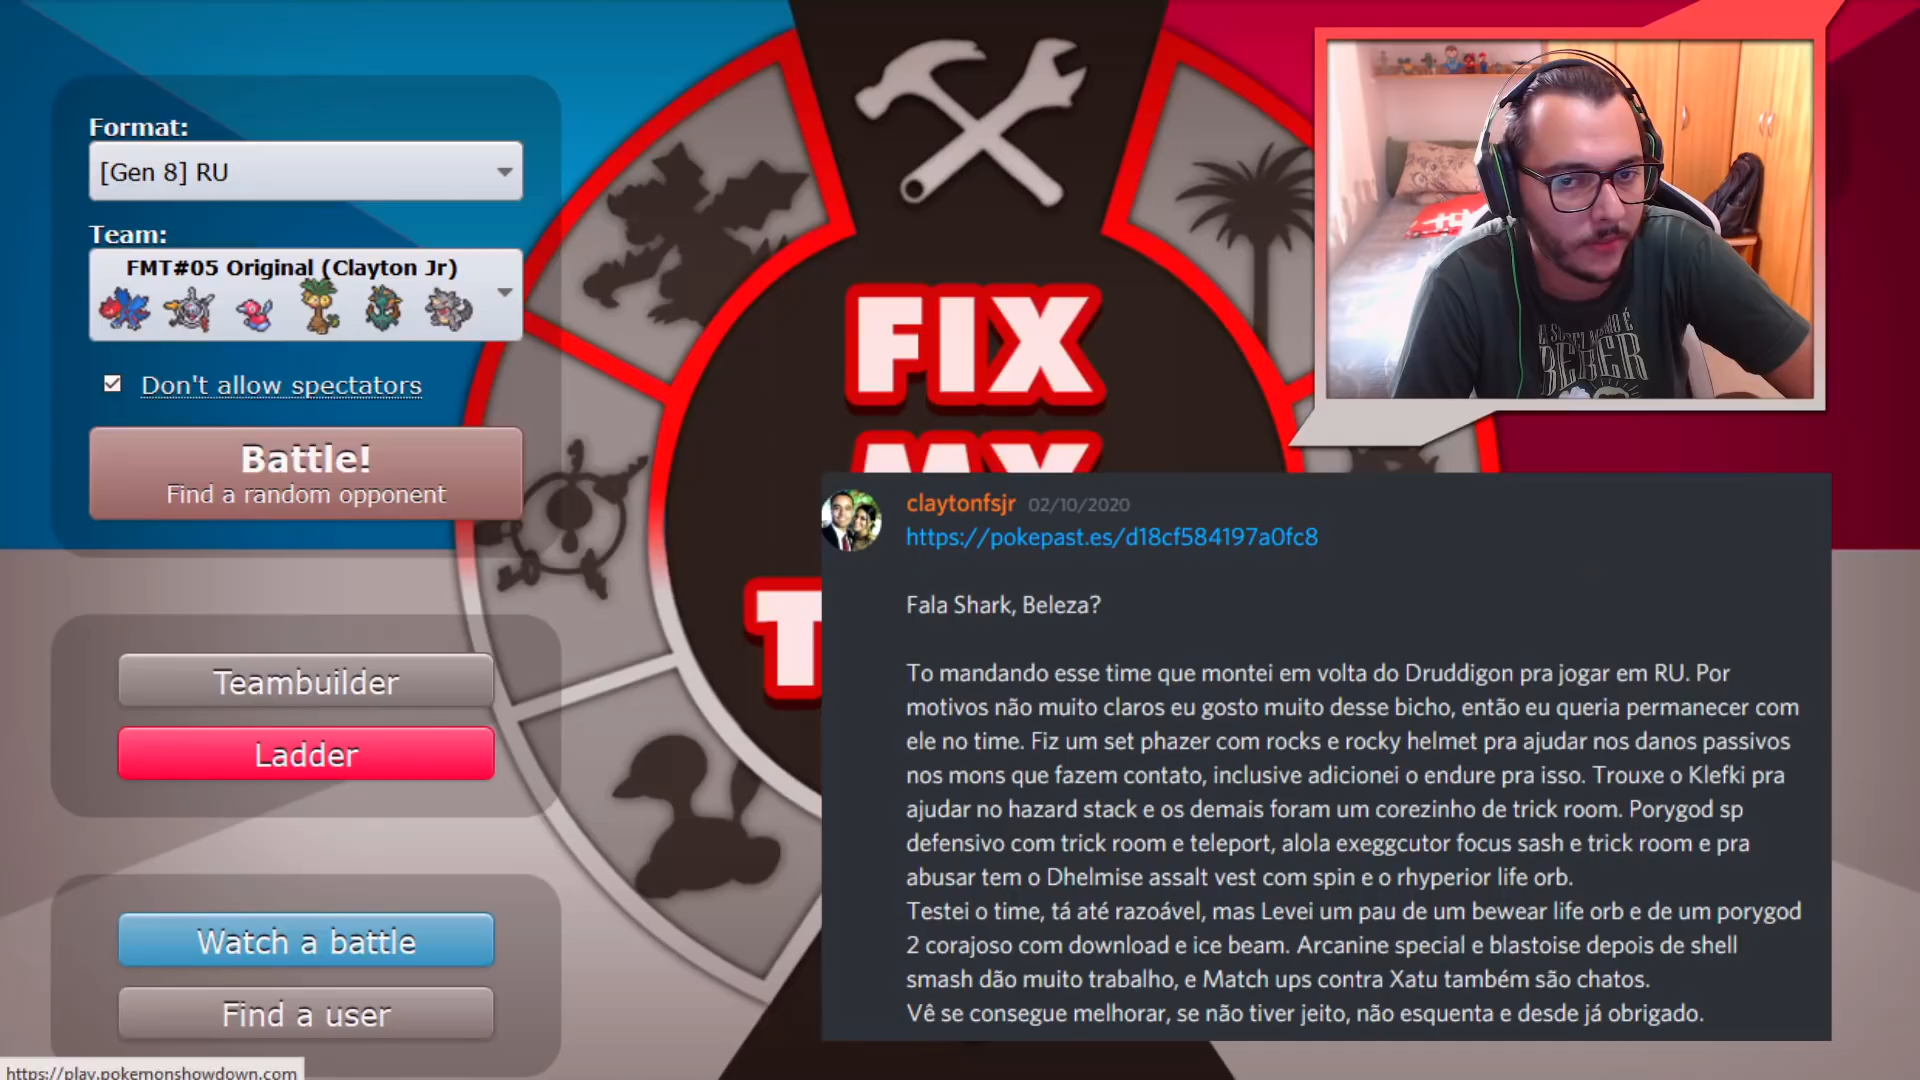 Format:
[Gen 8] RU
Team:
FMT#05 Original (Clayton Jr)
Don't allow spectators
Battle!
Find a random opponent
Teambuilder
Ladder
Watch a battle
Find a user
https://play.pokemonshowdown.com
FIX
MY
T
BEBER
claytonfsjr 02/10/2020
https://pokepast.es/d18cf584197a0fc8
Fala Shark, Beleza?
To mandando esse time que montei em volta do Druddigon pra jogar em RU. Por
motivos não muito claros eu gosto muito desse bicho, então eu queria permanecer com
ele no time. Fiz um set phazer com rocks e rocky helmet pra ajudar nos danos passivos
nos mons que fazem contato, inclusive adicionei o endure pra isso. Trouxe o Klefki pra
ajudar no hazard stack e os demais foram um corezinho de trick room. Porygod sp
defensivo com trick room e teleport, alola exeggcutor focus sash e trick room e pra
abusar tem o Dhelmise assalt vest com spin e o rhyperior life orb.
Testei o time, tá até razoável, mas Levei um pau de um bewear life orb e de um porygod
2 corajoso com download e ice beam. Arcanine special e blastoise depois de shell
smash dão muito trabalho, e Match ups contra Xatu também são chatos.
Vê se consegue melhorar, se não tiver jeito, não esquenta e desde já obrigado.